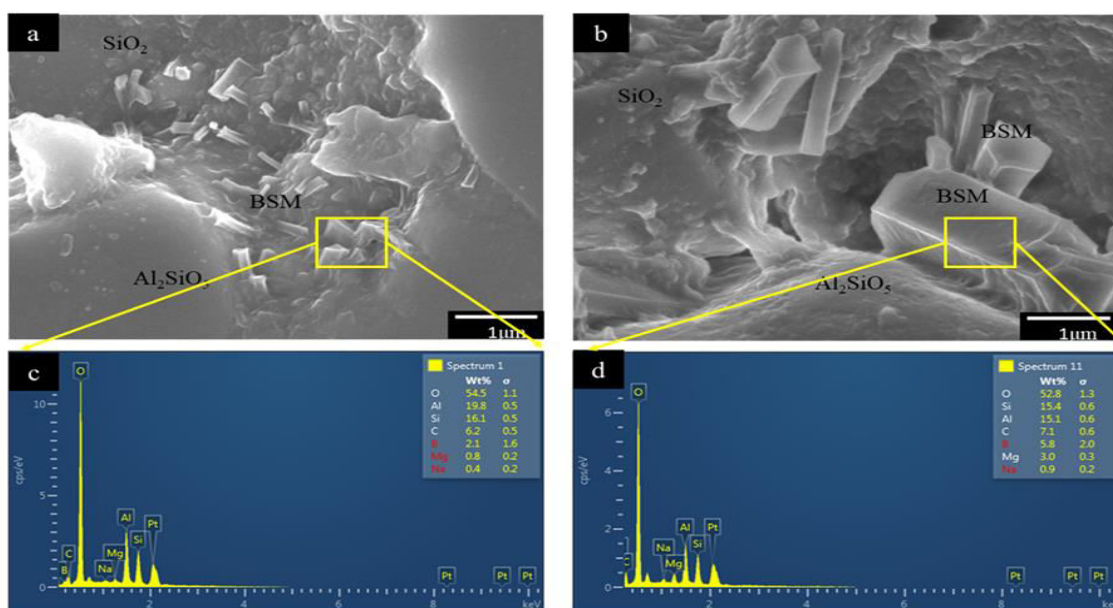 a
SiO₂
BSM
Al₂SiO₅
1μm
b
SiO₂
BSM
BSM
Al₂SiO₅
1μm
c
Spectrum 1
Wt% σ
O 54.5 1.1
Al 19.8 0.5
Si 16.1 0.5
C 6.2 0.5
B 2.1 1.6
Mg 0.8 0.2
Na 0.4 0.2
cps/eV
10
5
0
O
C
B
Na
Mg
Al
Si
Pt
Pt
Pt
Pt
2
4
6
8
keV
d
Spectrum 11
Wt% σ
O 52.8 1.3
Si 15.4 0.6
Al 15.1 0.6
C 7.1 0.6
B 5.8 2.0
Mg 3.0 0.3
Na 0.9 0.2
cps/eV
6
4
2
0
O
C
Na
Mg
Al
Si
Pt
Pt
Pt
Pt
2
4
6
8
keV